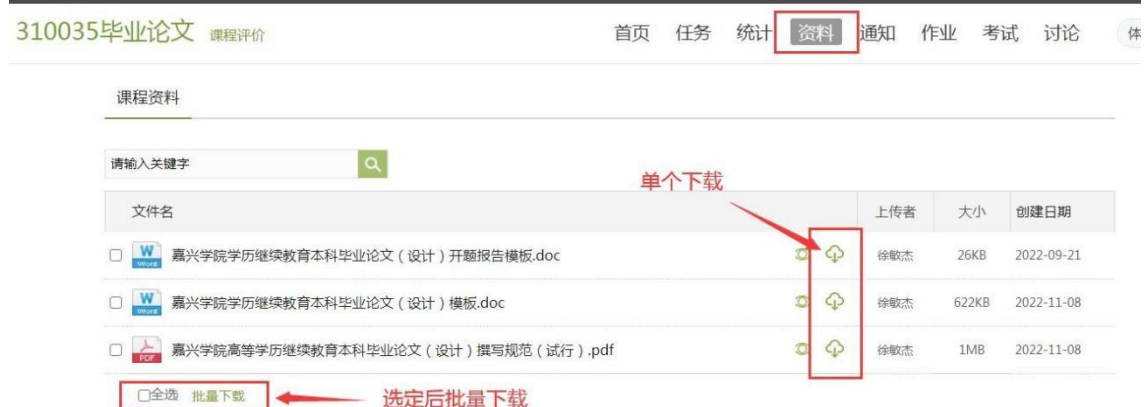 310035毕业论文 课程评价 首页 任务 统计 资料 通知 作业 考试 讨论 体
课程资料
请输入关键字
单个下载
文件名 上传者 大小 创建日期
W Word 嘉兴学院学历继续教育本科毕业论文（设计）开题报告模板.doc 徐敏杰 26KB 2022-09-21
W Word 嘉兴学院学历继续教育本科毕业论文（设计）模板.doc 徐敏杰 622KB 2022-11-08
PDF 嘉兴学院高等学历继续教育本科毕业论文（设计）撰写规范（试行）.pdf 徐敏杰 1MB 2022-11-08
全选 批量下载 选定后批量下载